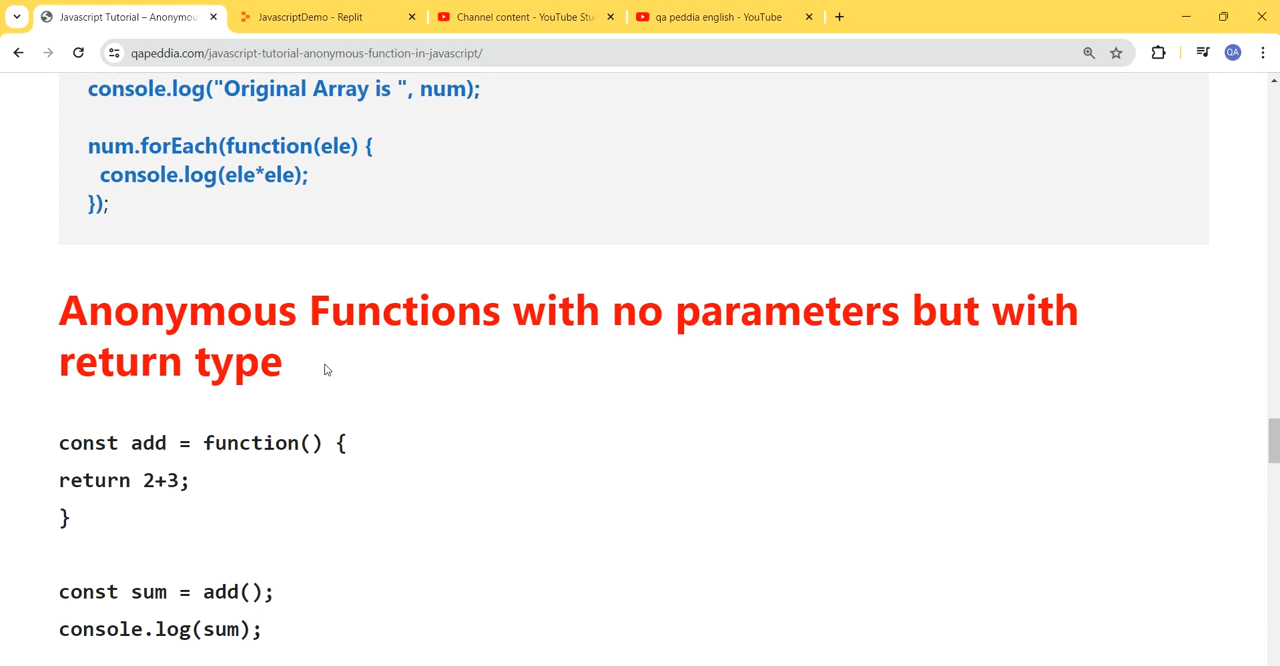 Javascript Tutorial – Anonymou
JavascriptDemo - Replit
Channel content - YouTube Stu
qa peddia english - YouTube
qapeddia.com/javascript-tutorial-anonymous-function-in-javascript/
QA
console.log("Original Array is ", num);
num.forEach(function(ele) {
console.log(ele*ele);
});
Anonymous Functions with no parameters but with
return type
const add = function() {
return 2+3;
}
const sum = add();
console.log(sum);